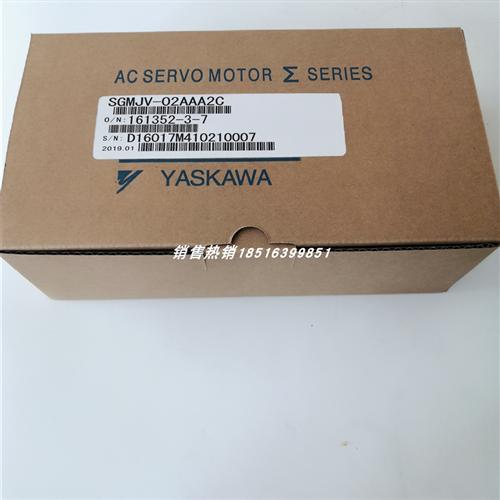 AC SERVO MOTOR Σ SERIES
SGMJV-02AAA2C
O/N:161352-3-7
S/N:D16017M410210007
2019.01
YASKAWA
销售热销18516399851